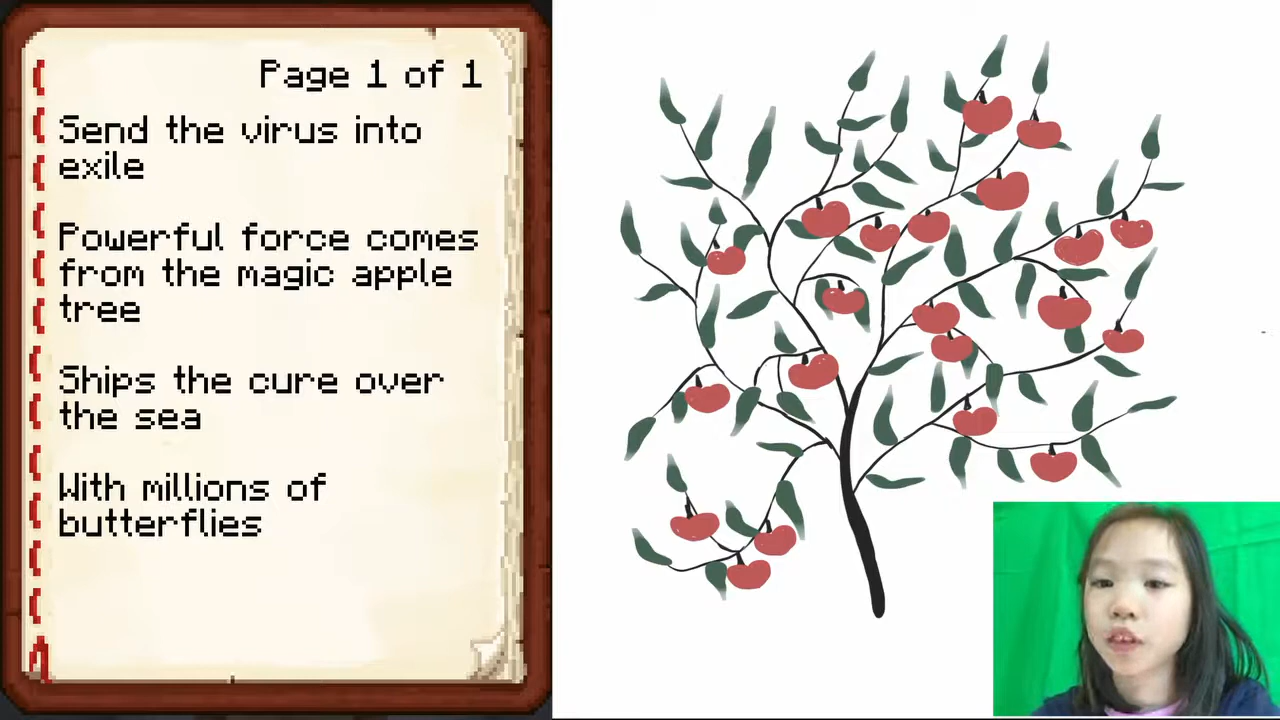 Page 1 of 1
Send the virus into
exile
Powerful force comes
from the magic apple
tree
Ships the cure over
the sea
With millions of
butterflies